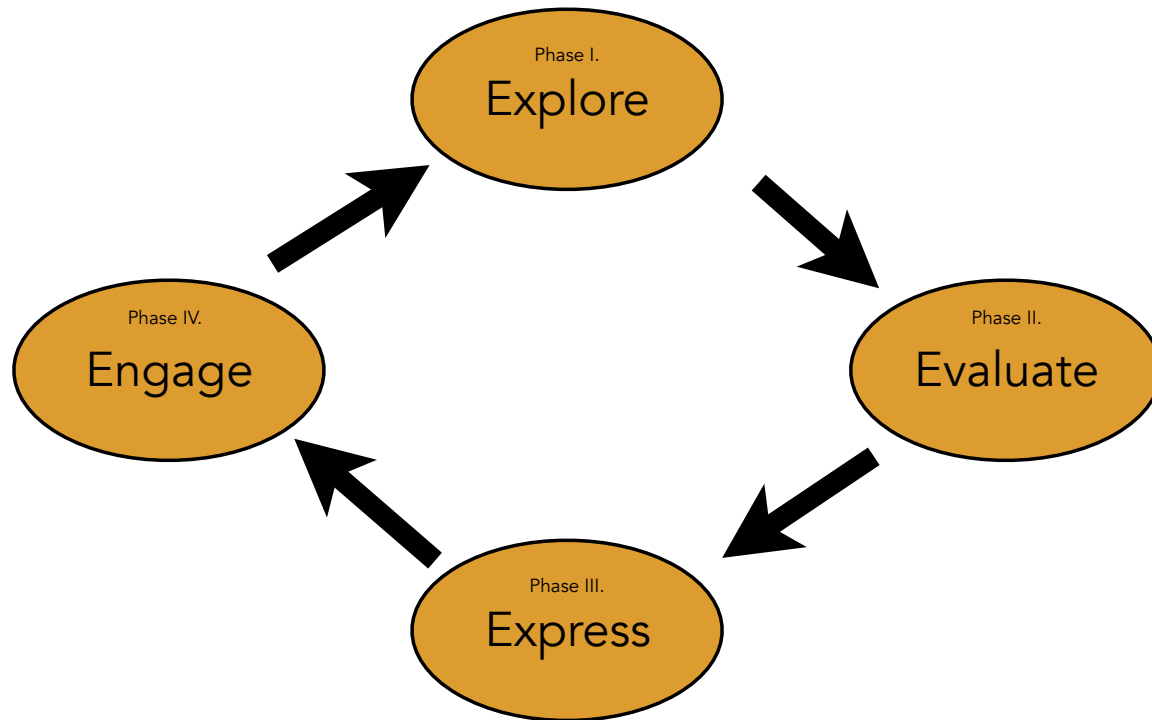 Phase I.
Explore
Phase II.
Evaluate
Phase III.
Express
Phase IV.
Engage